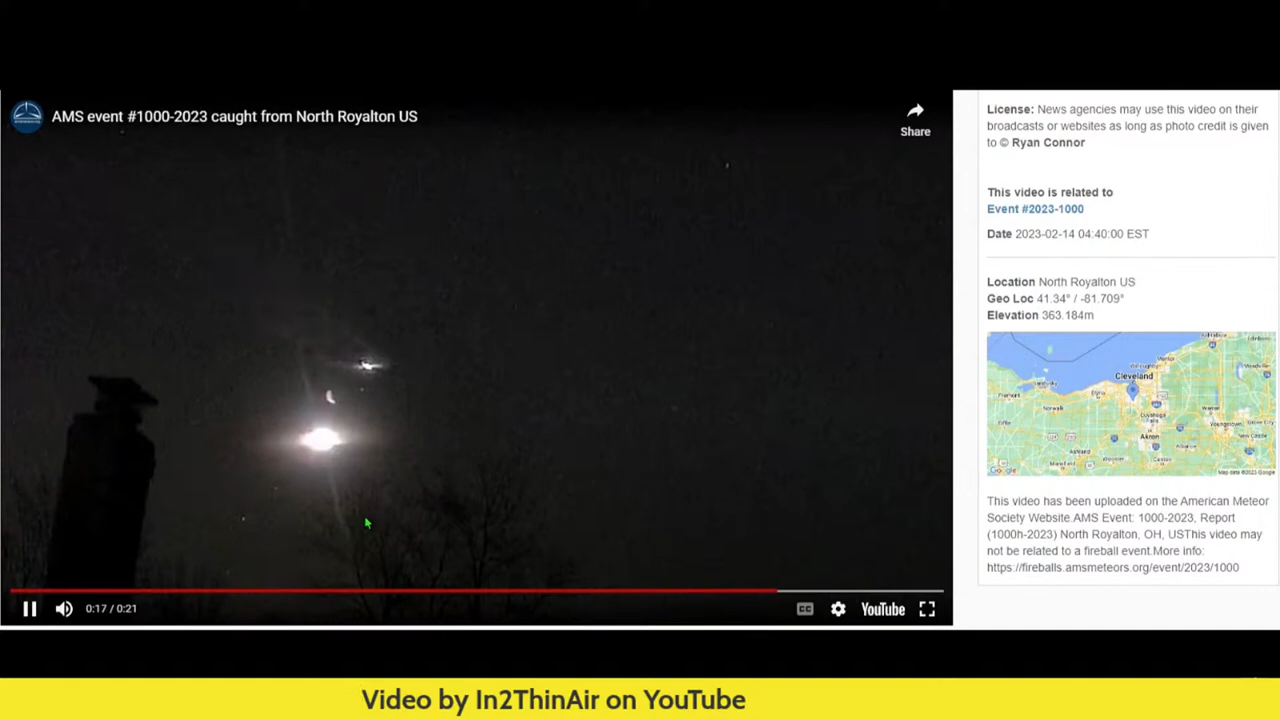 AMS event #1000-2023 caught from North Royalton US
Share
License: News agencies may use this video on their
broadcasts or websites as long as photo credit is given
to © Ryan Connor
This video is related to
Event #2023-1000
Date 2023-02-14 04:40:00 EST
Location North Royalton US
Geo Loc 41.34° / -81.709°
Elevation 363.184m
Cleveland
Akron
Google
This video has been uploaded on the American Meteor
Society Website.AMS Event: 1000-2023, Report
(1000h-2023) North Royalton, OH, USThis video may
not be related to a fireball event.More info:
https://fireballs.amsmeteors.org/event/2023/1000
0:17 / 0:21
CC
YouTube
Video by In2ThinAir on YouTube